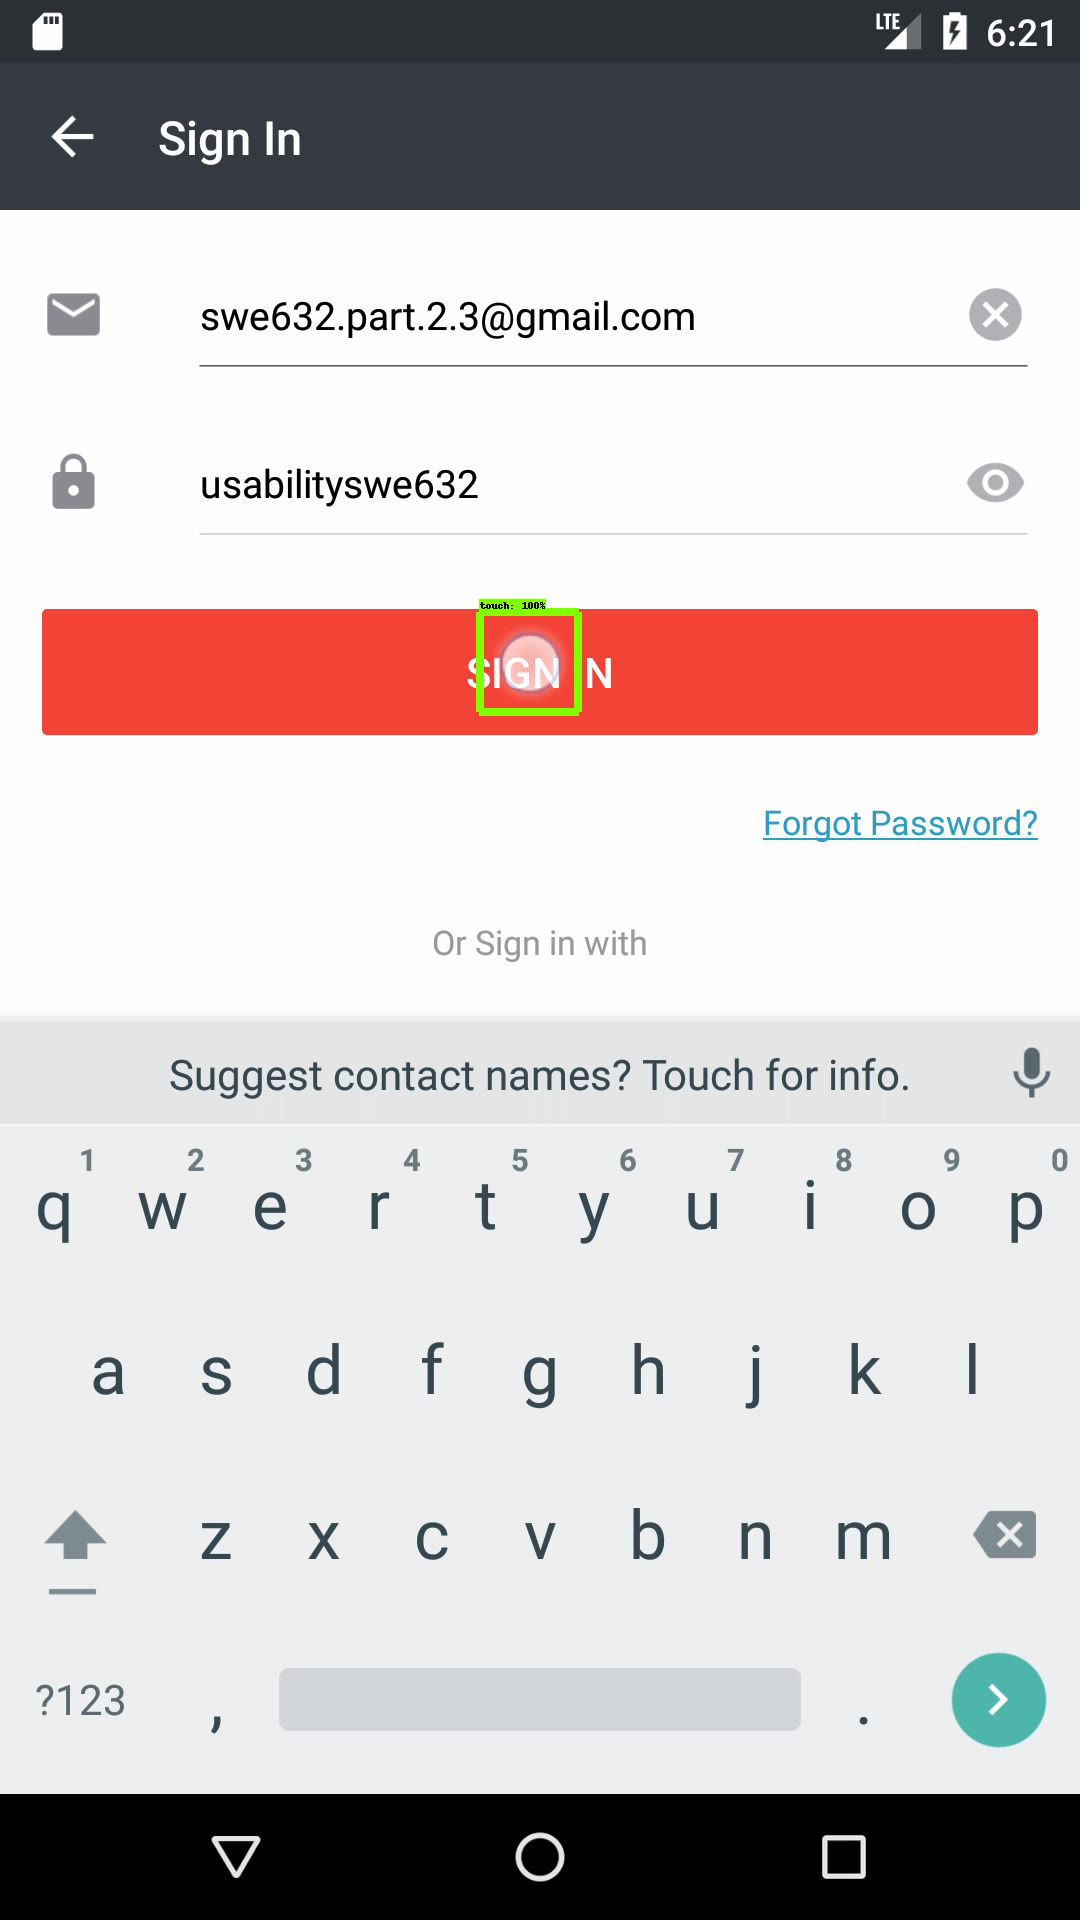 LTE 6:21
Sign In
swe632.part.2.3@gmail.com
usabilityswe632
touch: 100%
SIGN IN
Forgot Password?
Or Sign in with
Suggest contact names? Touch for info.
1 2 3 4 5 6 7 8 9 0
q w e r t y u i o p
a s d f g h j k l
z x c v b n m
?123 , .